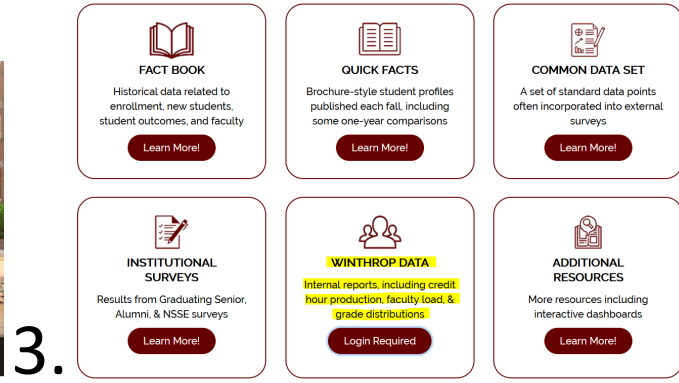 FACT BOOK
Historical data related to
enrollment, new students,
student outcomes, and faculty
Learn More!
QUICK FACTS
Brochure-style student profiles
published each fall, including
some one-year comparisons
Learn More!
COMMON DATA SET
A set of standard data points
often incorporated into external
surveys
Learn More!
3.
INSTITUTIONAL
SURVEYS
Results from Graduating Senior,
Alumni, & NSSE surveys
Learn More!
WINTHROP DATA
Internal reports, including credit
hour production, faculty load, &
grade distributions
Login Required
ADDITIONAL
RESOURCES
More resources including
interactive dashboards
Learn More!